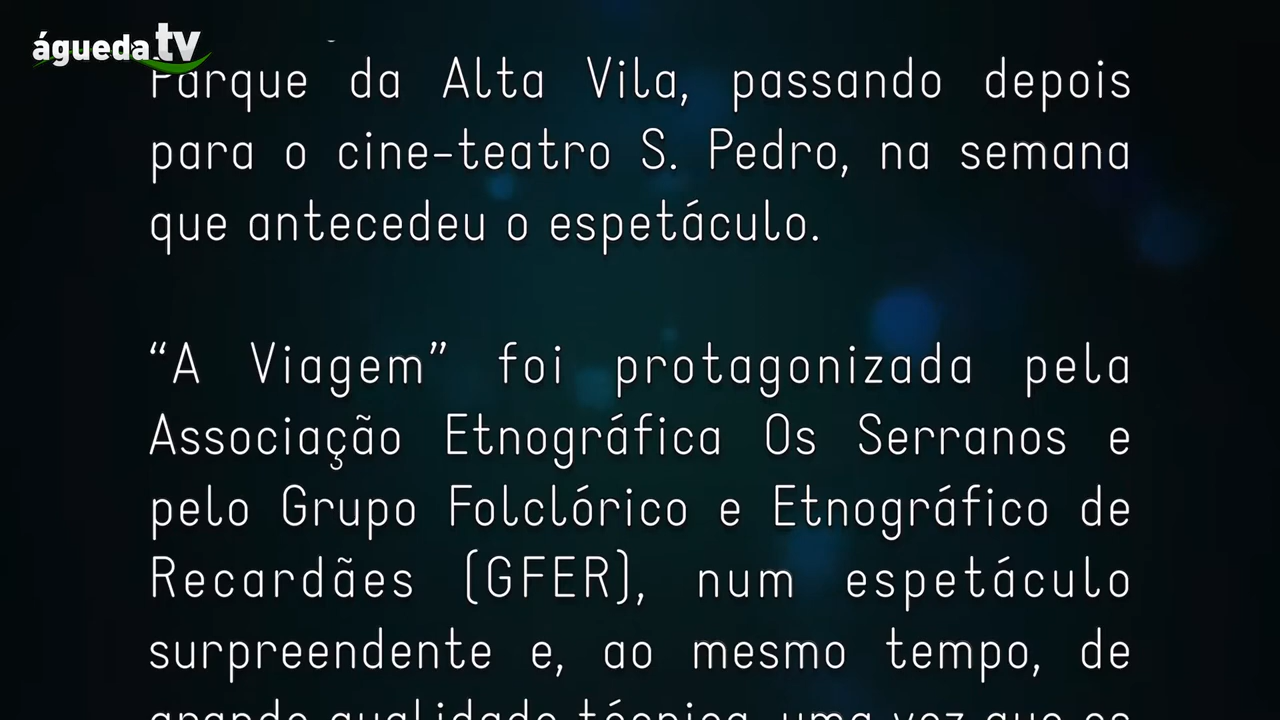 águeda.tv
Parque da Alta Vila, passando depois
para o cine-teatro S. Pedro, na semana
que antecedeu o espetáculo.
“A Viagem” foi protagonizada pela
Associação Etnográfica Os Serranos e
pelo Grupo Folclórico e Etnográfico de
Recardães (GFER), num espetáculo
surpreendente e, ao mesmo tempo, de
grande qualidade técnica, uma vez que os